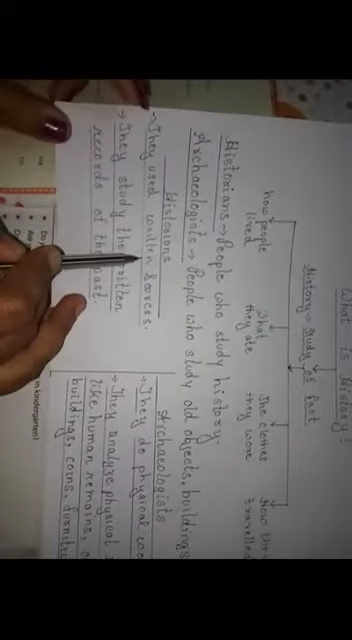 What is History?
History → Study of Past
How people lived
What they ate
The clothes they wore
How they travelled
Historians → People who study history.
Archaeologists → People who study old objects, buildings
Historians
→ They used written Sources.
→ They study the written
records of the past.
Archaeologists
→ They do physical
→ They analyze physical
like human remains,
buildings, coins, furniture
in kindergarten?